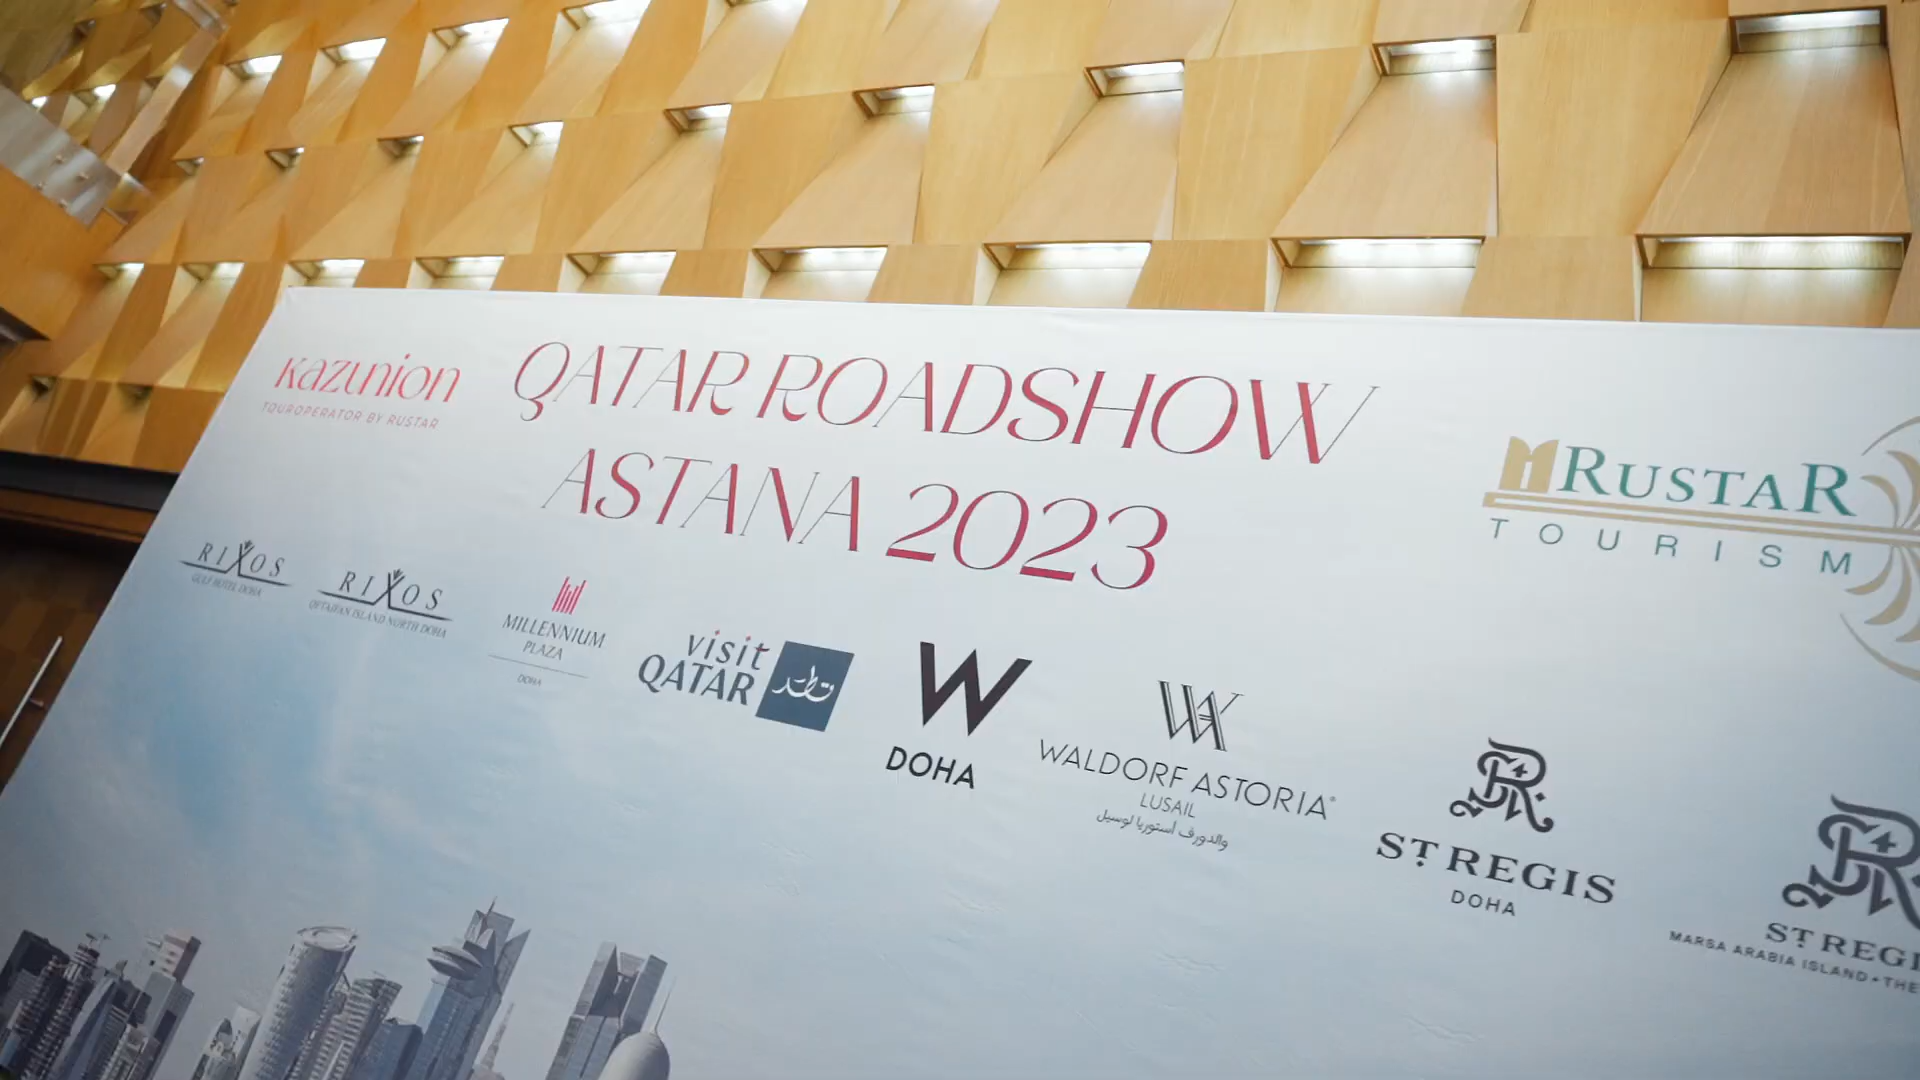 Kazunion
TOUROPERATOR BY RUSTAR
QATAR ROADSHOW
ASTANA 2023
RUSTAR
TOURISM
RIXOS
GULF HOTEL DOHA
RIXOS
QETAIFAN ISLAND NORTH DOHA
MILLENNIUM
PLAZA
DOHA
visit
QATAR
قطر
W
DOHA
WALDORF ASTORIA®
LUSAIL
والدورف أستوريا لوسيل
ST REGIS
DOHA
ST REGI
MARSA ARABIA ISLAND • THE